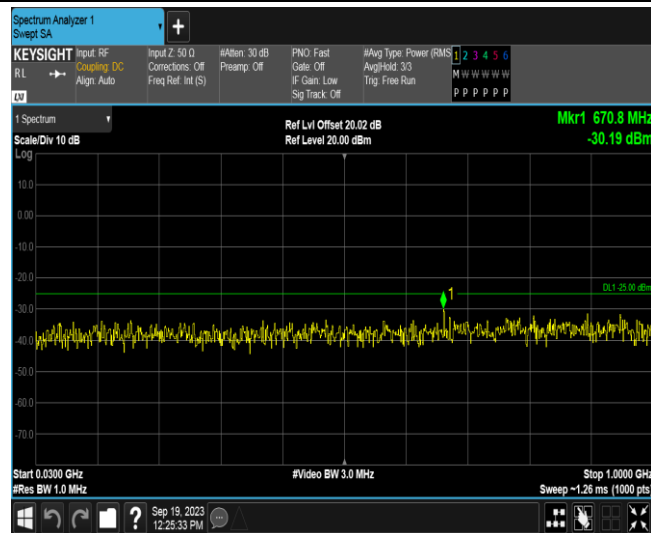 Spectrum Analyzer 1
Swept SA
+
KEYSIGHT
RL
LXI
Input: RF
Coupling: DC
Align: Auto
Input Z: 50 Ω
Corrections: Off
Freq Ref: Int (S)
#Atten: 30 dB
Preamp: Off
PNO: Fast
Gate: Off
IF Gain: Low
Sig Track: Off
#Avg Type: Power (RMS
Avg|Hold: 3/3
Trig: Free Run
1 2 3 4 5 6
M W W W W W
P P P P P P
1 Spectrum
Scale/Div 10 dB
Log
Ref Lvl Offset 20.02 dB
Ref Level 20.00 dBm
Mkr1 670.8 MHz
-30.19 dBm
10.0
0.00
-10.0
-20.0
DL1 -25.00 dBm
1
-30.0
-40.0
-50.0
-60.0
-70.0
Start 0.0300 GHz
#Res BW 1.0 MHz
#Video BW 3.0 MHz
Stop 1.0000 GHz
Sweep ~1.26 ms (1000 pts)
?
Sep 19, 2023
12:25:33 PM